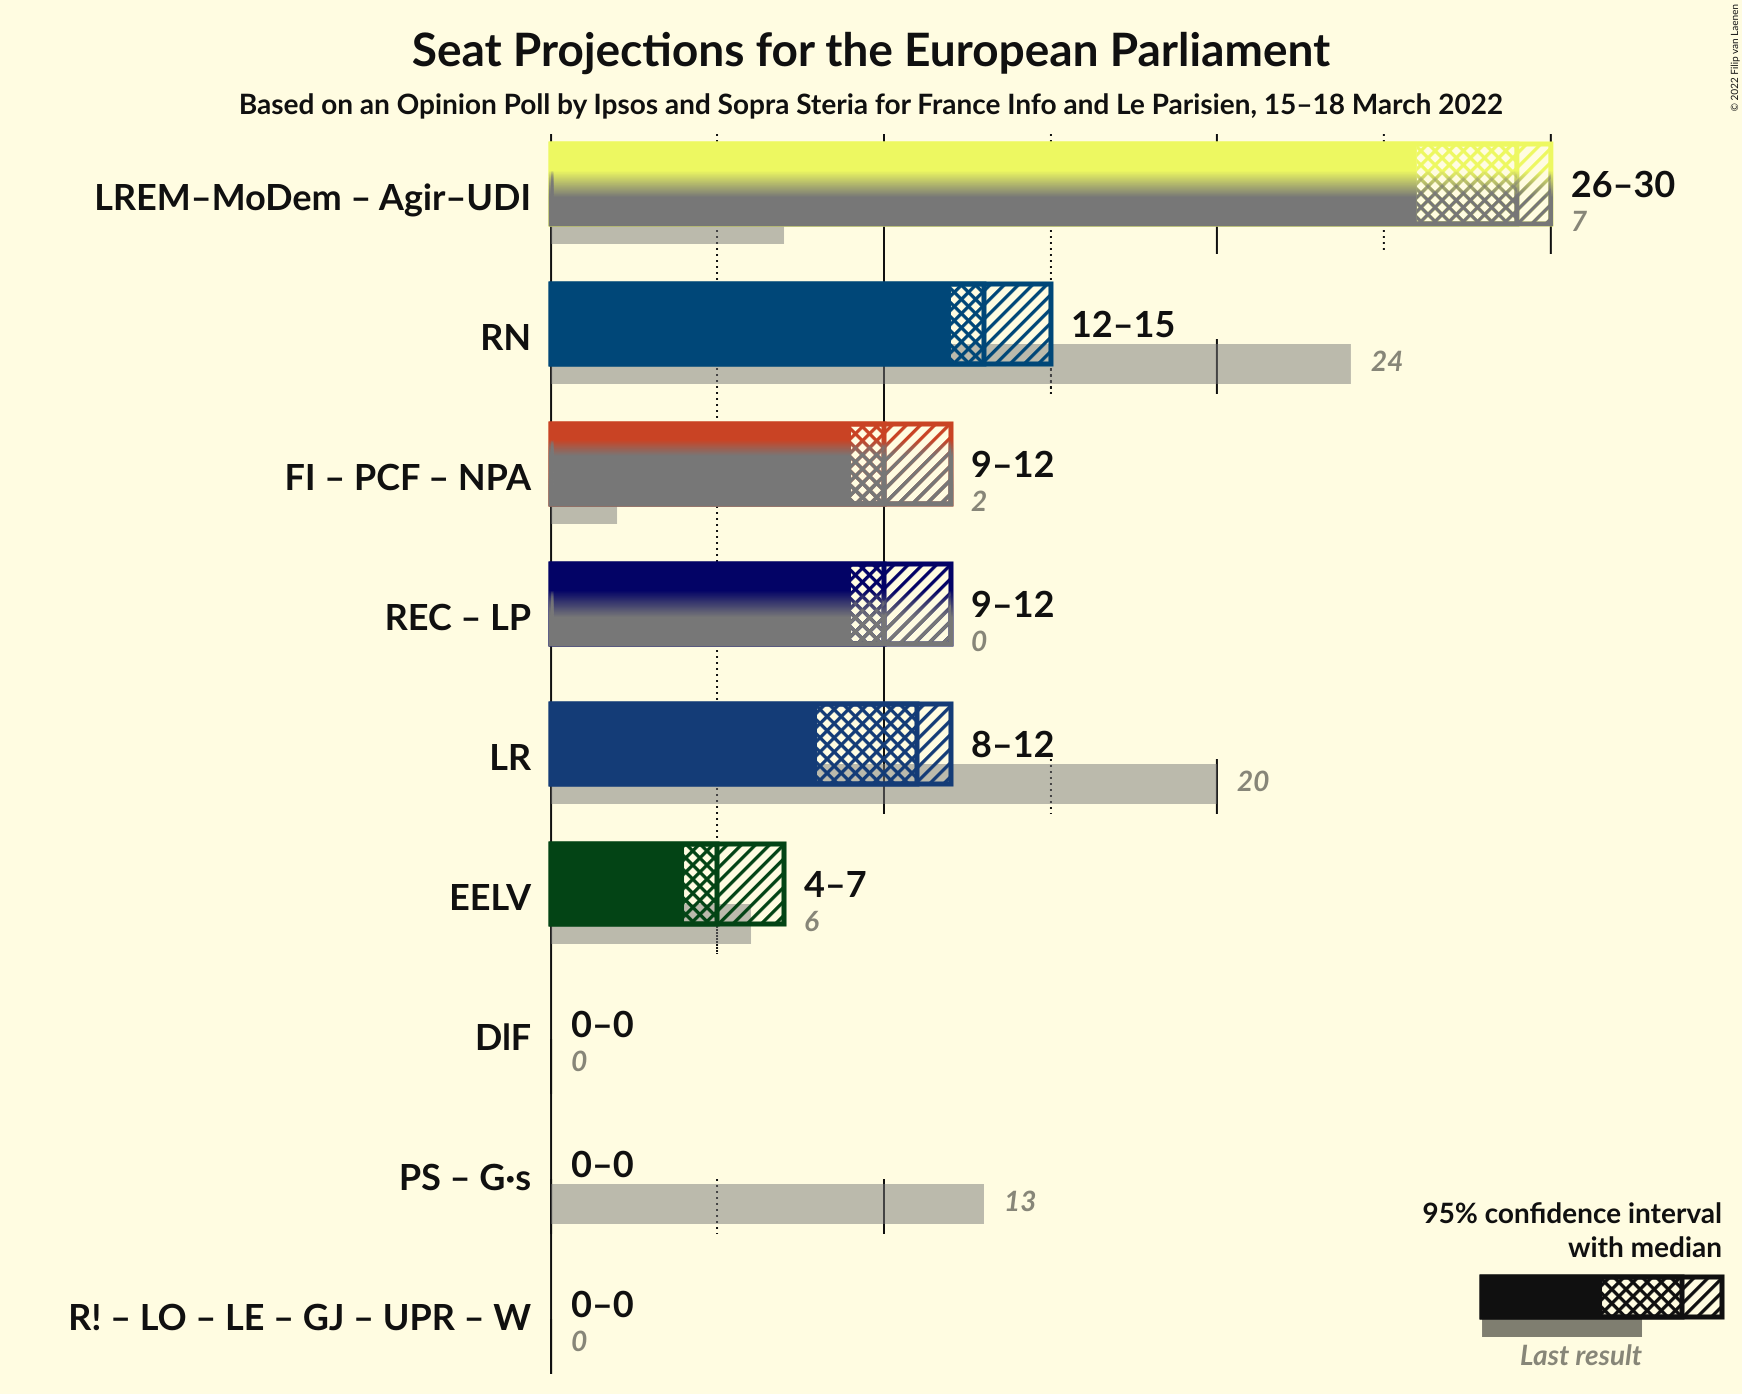 Seat Projections for the European Parliament
Based on an Opinion Poll by Ipsos and Sopra Steria for France Info and Le Parisien, 15–18 March 2022
© 2022 Filip van Laenen
LREM–MoDem – Agir–UDI
26–30
7
RN
12–15
24
FI – PCF – NPA
9–12
2
REC – LP
9–12
0
LR
8–12
20
EELV
4–7
6
DlF
0–0
0
PS – G·s
0–0
13
R! – LO – LE – GJ – UPR – W
0–0
0
95% confidence interval
with median
Last result